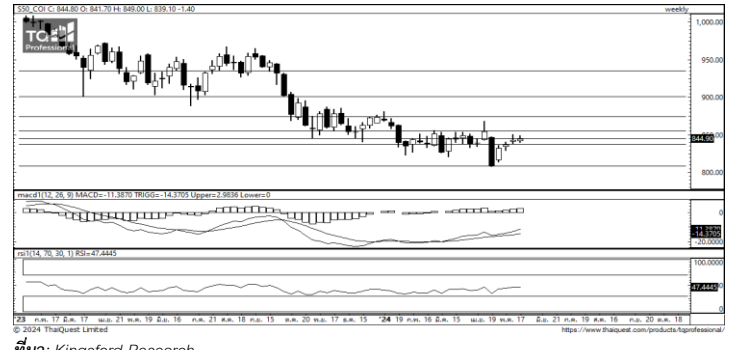 S50_COI C: 844.80 O: 841.70 H: 849.00 L: 839.10 -1.40
weekly
Professional
1,000.00
950.00
900.00
844.80
800.00
macd1(12, 26, 9) MACD=-11.3870 TRIGG=-14.3705 Upper=2.9836 Lower=0
0
-11.3870
-14.3705
-20.0000
rsi1(14, 70, 30, 1) RSI=47.4445
100.0000
47.4445
0
'23 ก.พ. 17 มี.ค. 17 เม.ย. 21 พ.ค. 19 มิ.ย. 16 ก.ค. 21 ส.ค. 18 ก.ย. 15 ต.ค. 20 พ.ย. 17 ธ.ค. 15 '24 19 ก.พ. 16 มี.ค. 15 เม.ย. 19 พ.ค. 17 มิ.ย. 21 ก.ค. 19 ส.ค. 16 ก.ย. 20 ต.ค. 18
© 2024 ThaiQuest Limited
https://www.thaiquest.com/products/tqprofessional/
ที่มา: Kingsford Research